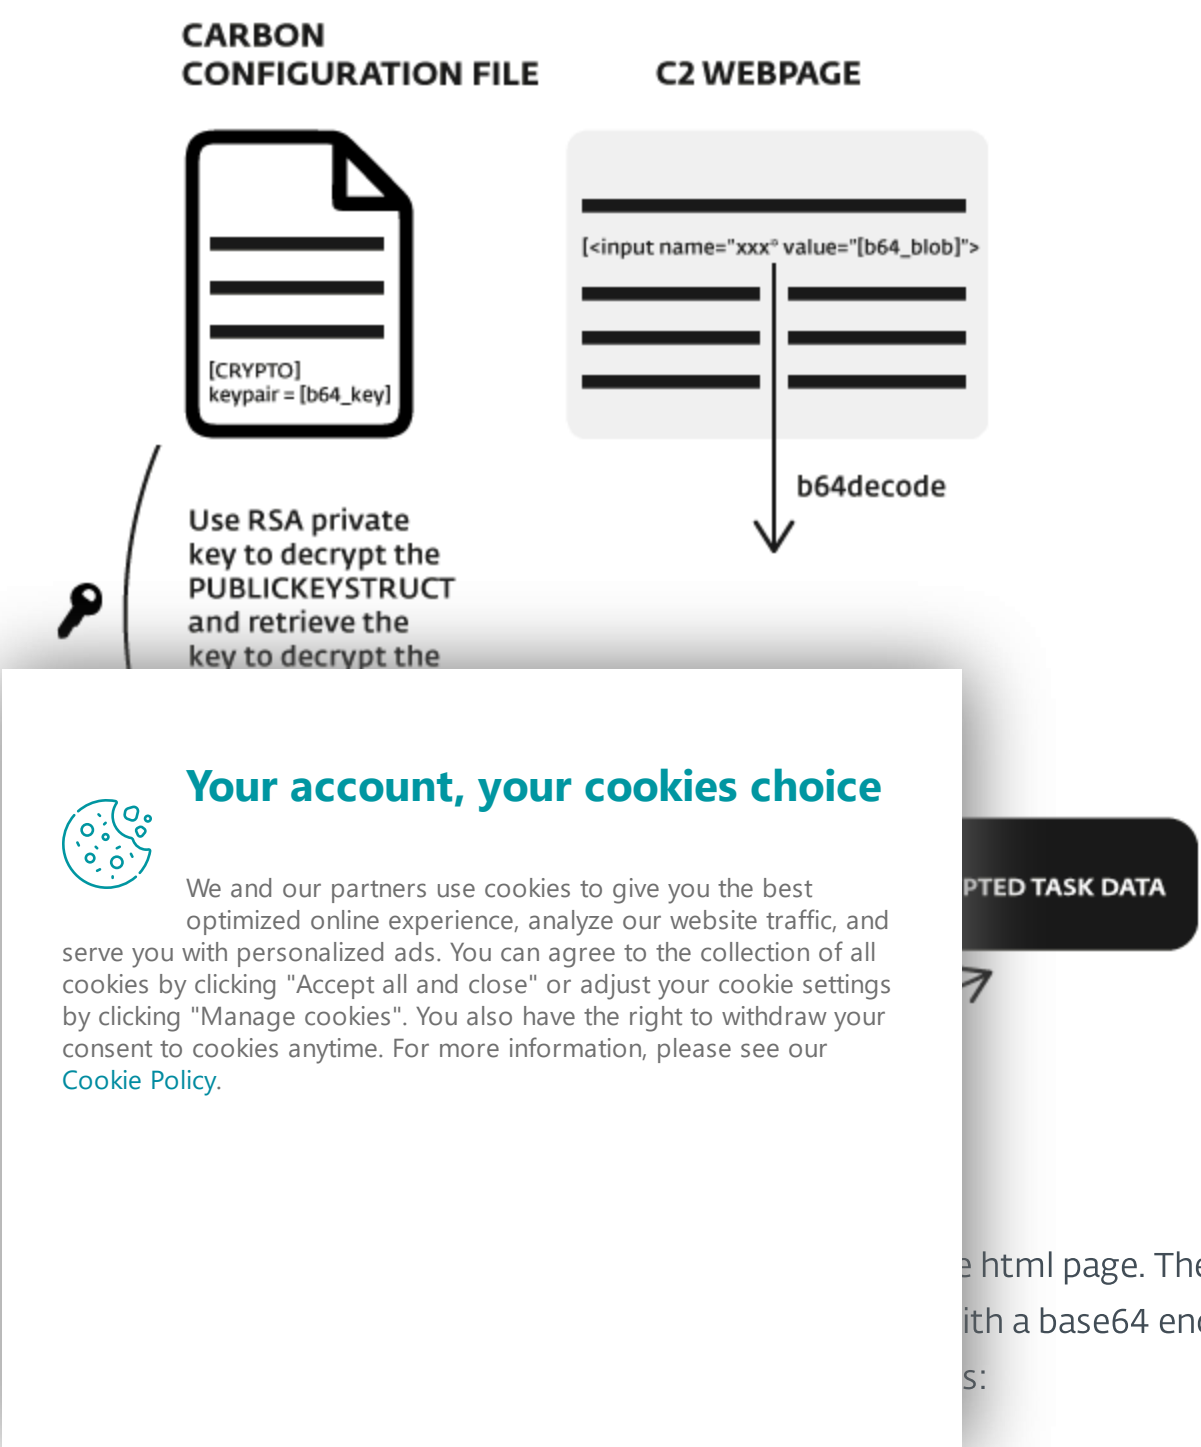 CARBON
CONFIGURATION FILE
C2 WEBPAGE
[<input name="xxx" value="[b64_blob]">
[CRYPTO]
keypair = [b64_key]
b64decode
Use RSA private
key to decrypt the
PUBLICKEYSTRUCT
and retrieve the
key to decrypt the
Your account, your cookies choice
We and our partners use cookies to give you the best
optimized online experience, analyze our website traffic, and
serve you with personalized ads. You can agree to the collection of all
cookies by clicking "Accept all and close" or adjust your cookie settings
by clicking "Manage cookies". You also have the right to withdraw your
consent to cookies anytime. For more information, please see our
Cookie Policy.
TASK DATA
html page. The
a base64